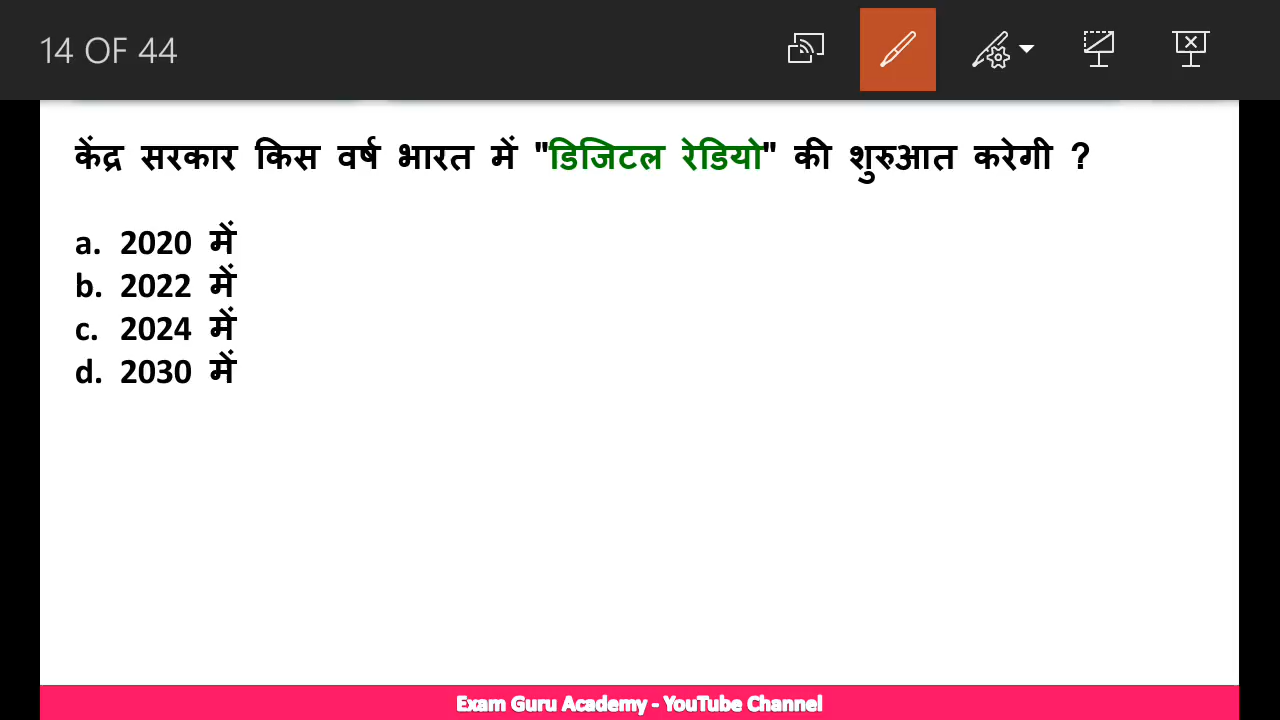 14 OF 44
केंद्र सरकार किस वर्ष भारत में "डिजिटल रेडियो" की शुरुआत करेगी ?
a. 2020 में
b. 2022 में
c. 2024 में
d. 2030 में
Exam Guru Academy - YouTube Channel